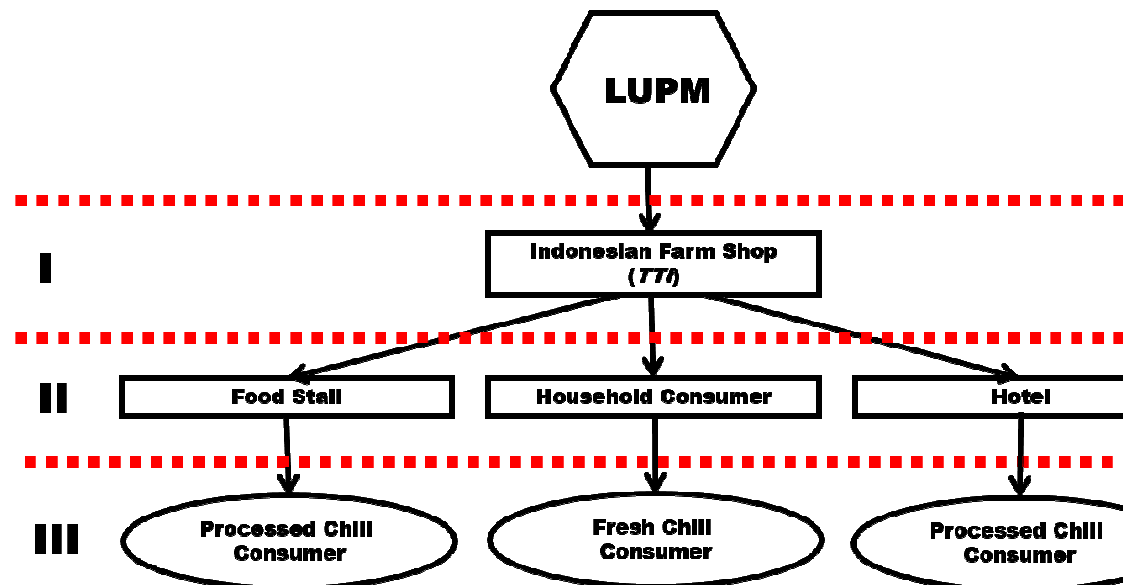 LUPM
I
Indonesian Farm Shop
(TTI)
II
Food Stall
Household Consumer
Hotel
III
Processed Chili
Consumer
Fresh Chili
Consumer
Processed Chili
Consumer